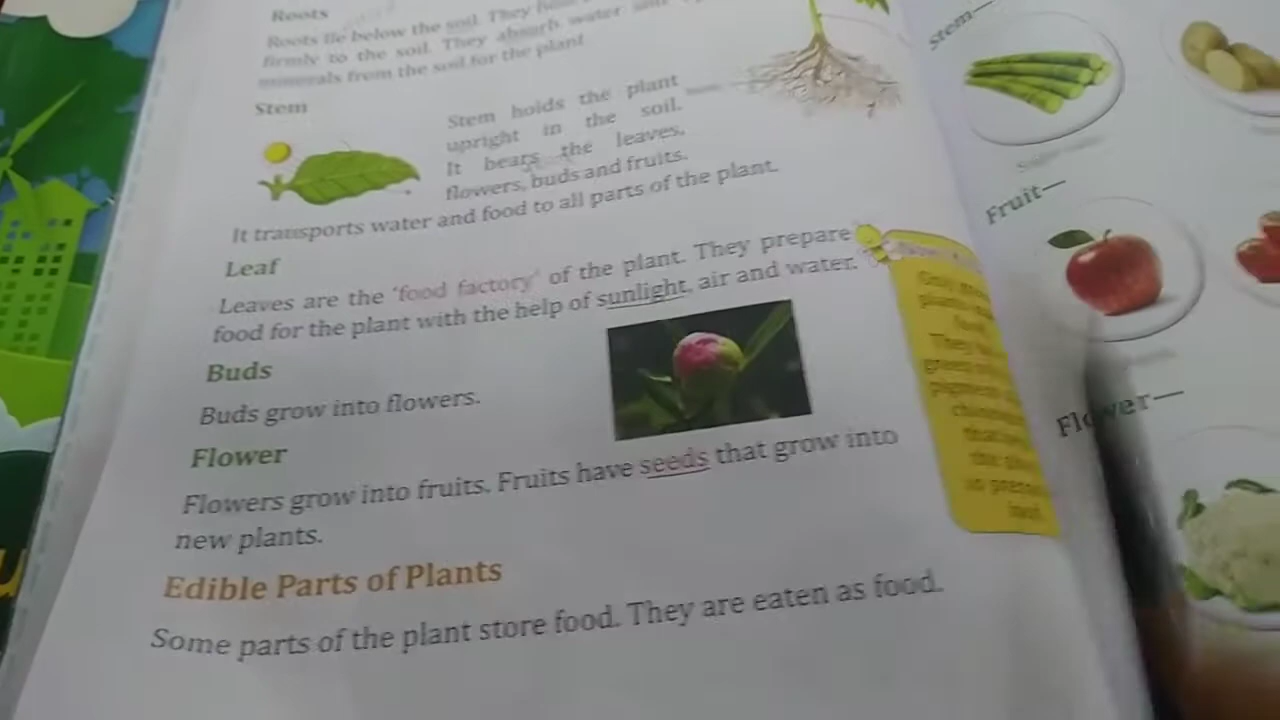 Roots
Roots lie below the soil. They
firmly to the soil. They absorb water
minerals from the soil for the plant
Stem
Stem holds the plant
upright in the soil.
It bears the leaves,
flowers, buds and fruits.
It transports water and food to all parts of the plant.
Leaf
Leaves are the 'food factory' of the plant. They prepare
food for the plant with the help of sunlight, air and water.
Buds
Buds grow into flowers.
Flower
Flowers grow into fruits. Fruits have seeds that grow into
new plants.
Edible Parts of Plants
Some parts of the plant store food. They are eaten as food.
Stem—
Fruit—
Flower—